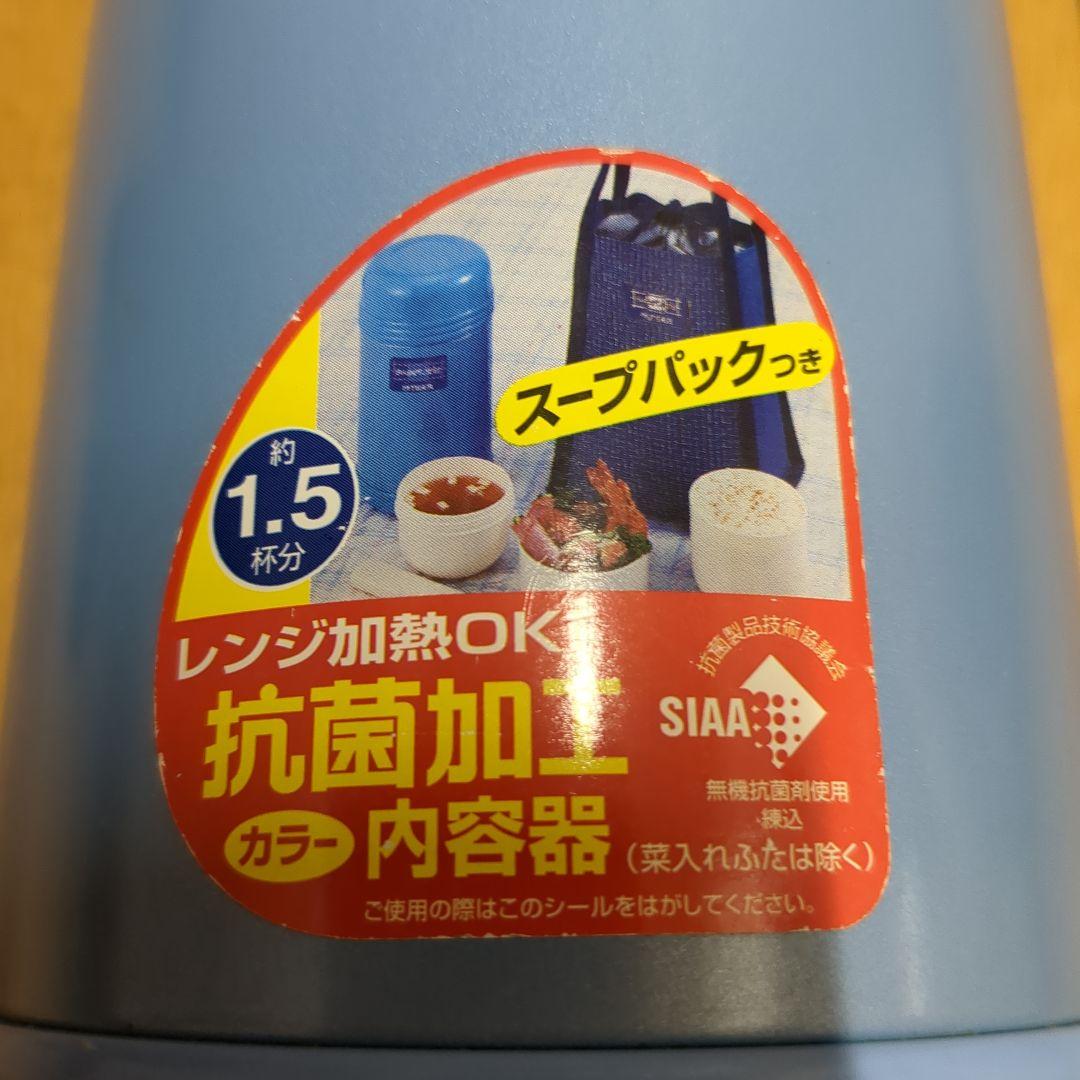 スープパックつき
約
1.5
杯分
レンジ加熱OK
抗菌加工
カラー 内容器 (菜入れふたは除く)
抗菌製品技術協議会
SIAA
無機抗菌剤使用
練込
ご使用の際はこのシールをはがしてください。